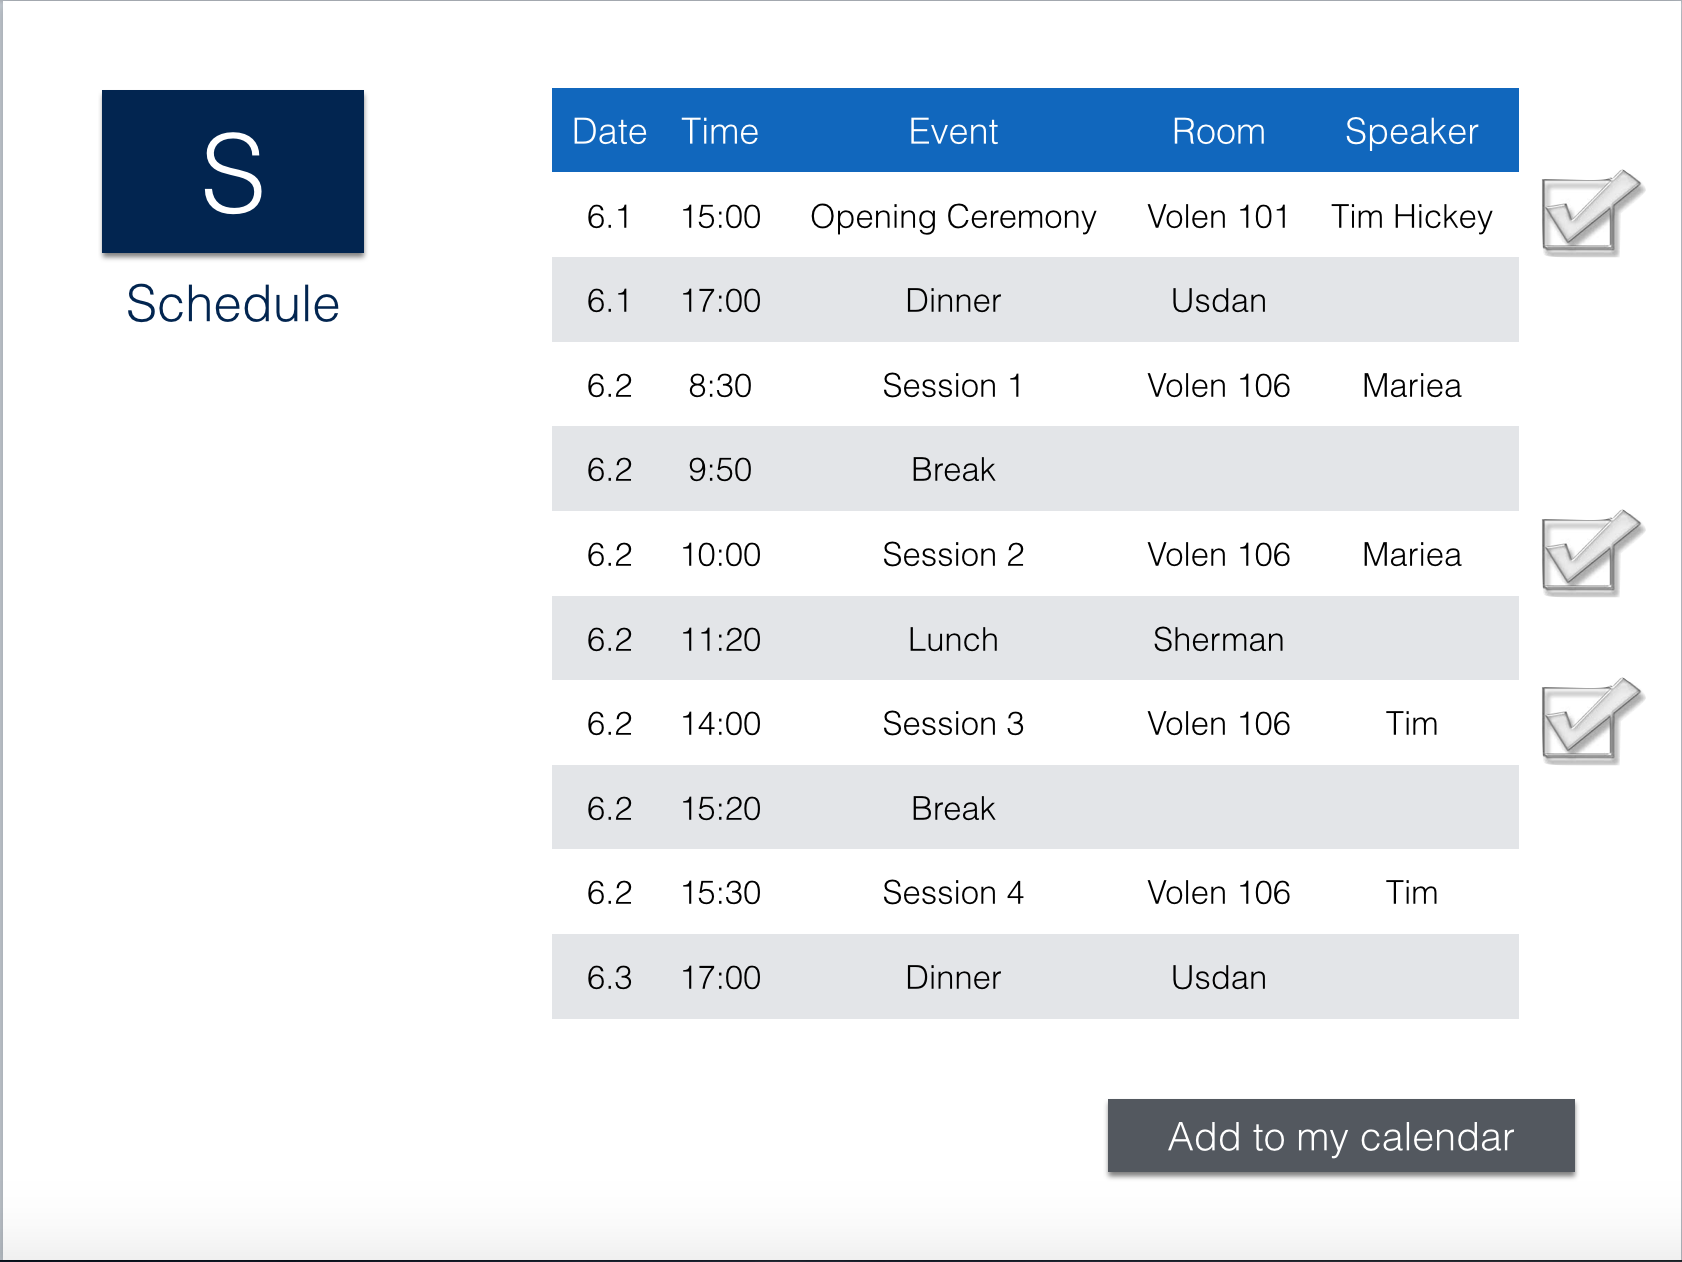 S
Schedule
Date Time Event Room Speaker
6.1 15:00 Opening Ceremony Volen 101 Tim Hickey
6.1 17:00 Dinner Usdan
6.2 8:30 Session 1 Volen 106 Mariea
6.2 9:50 Break
6.2 10:00 Session 2 Volen 106 Mariea
6.2 11:20 Lunch Sherman
6.2 14:00 Session 3 Volen 106 Tim
6.2 15:20 Break
6.2 15:30 Session 4 Volen 106 Tim
6.3 17:00 Dinner Usdan
Add to my calendar